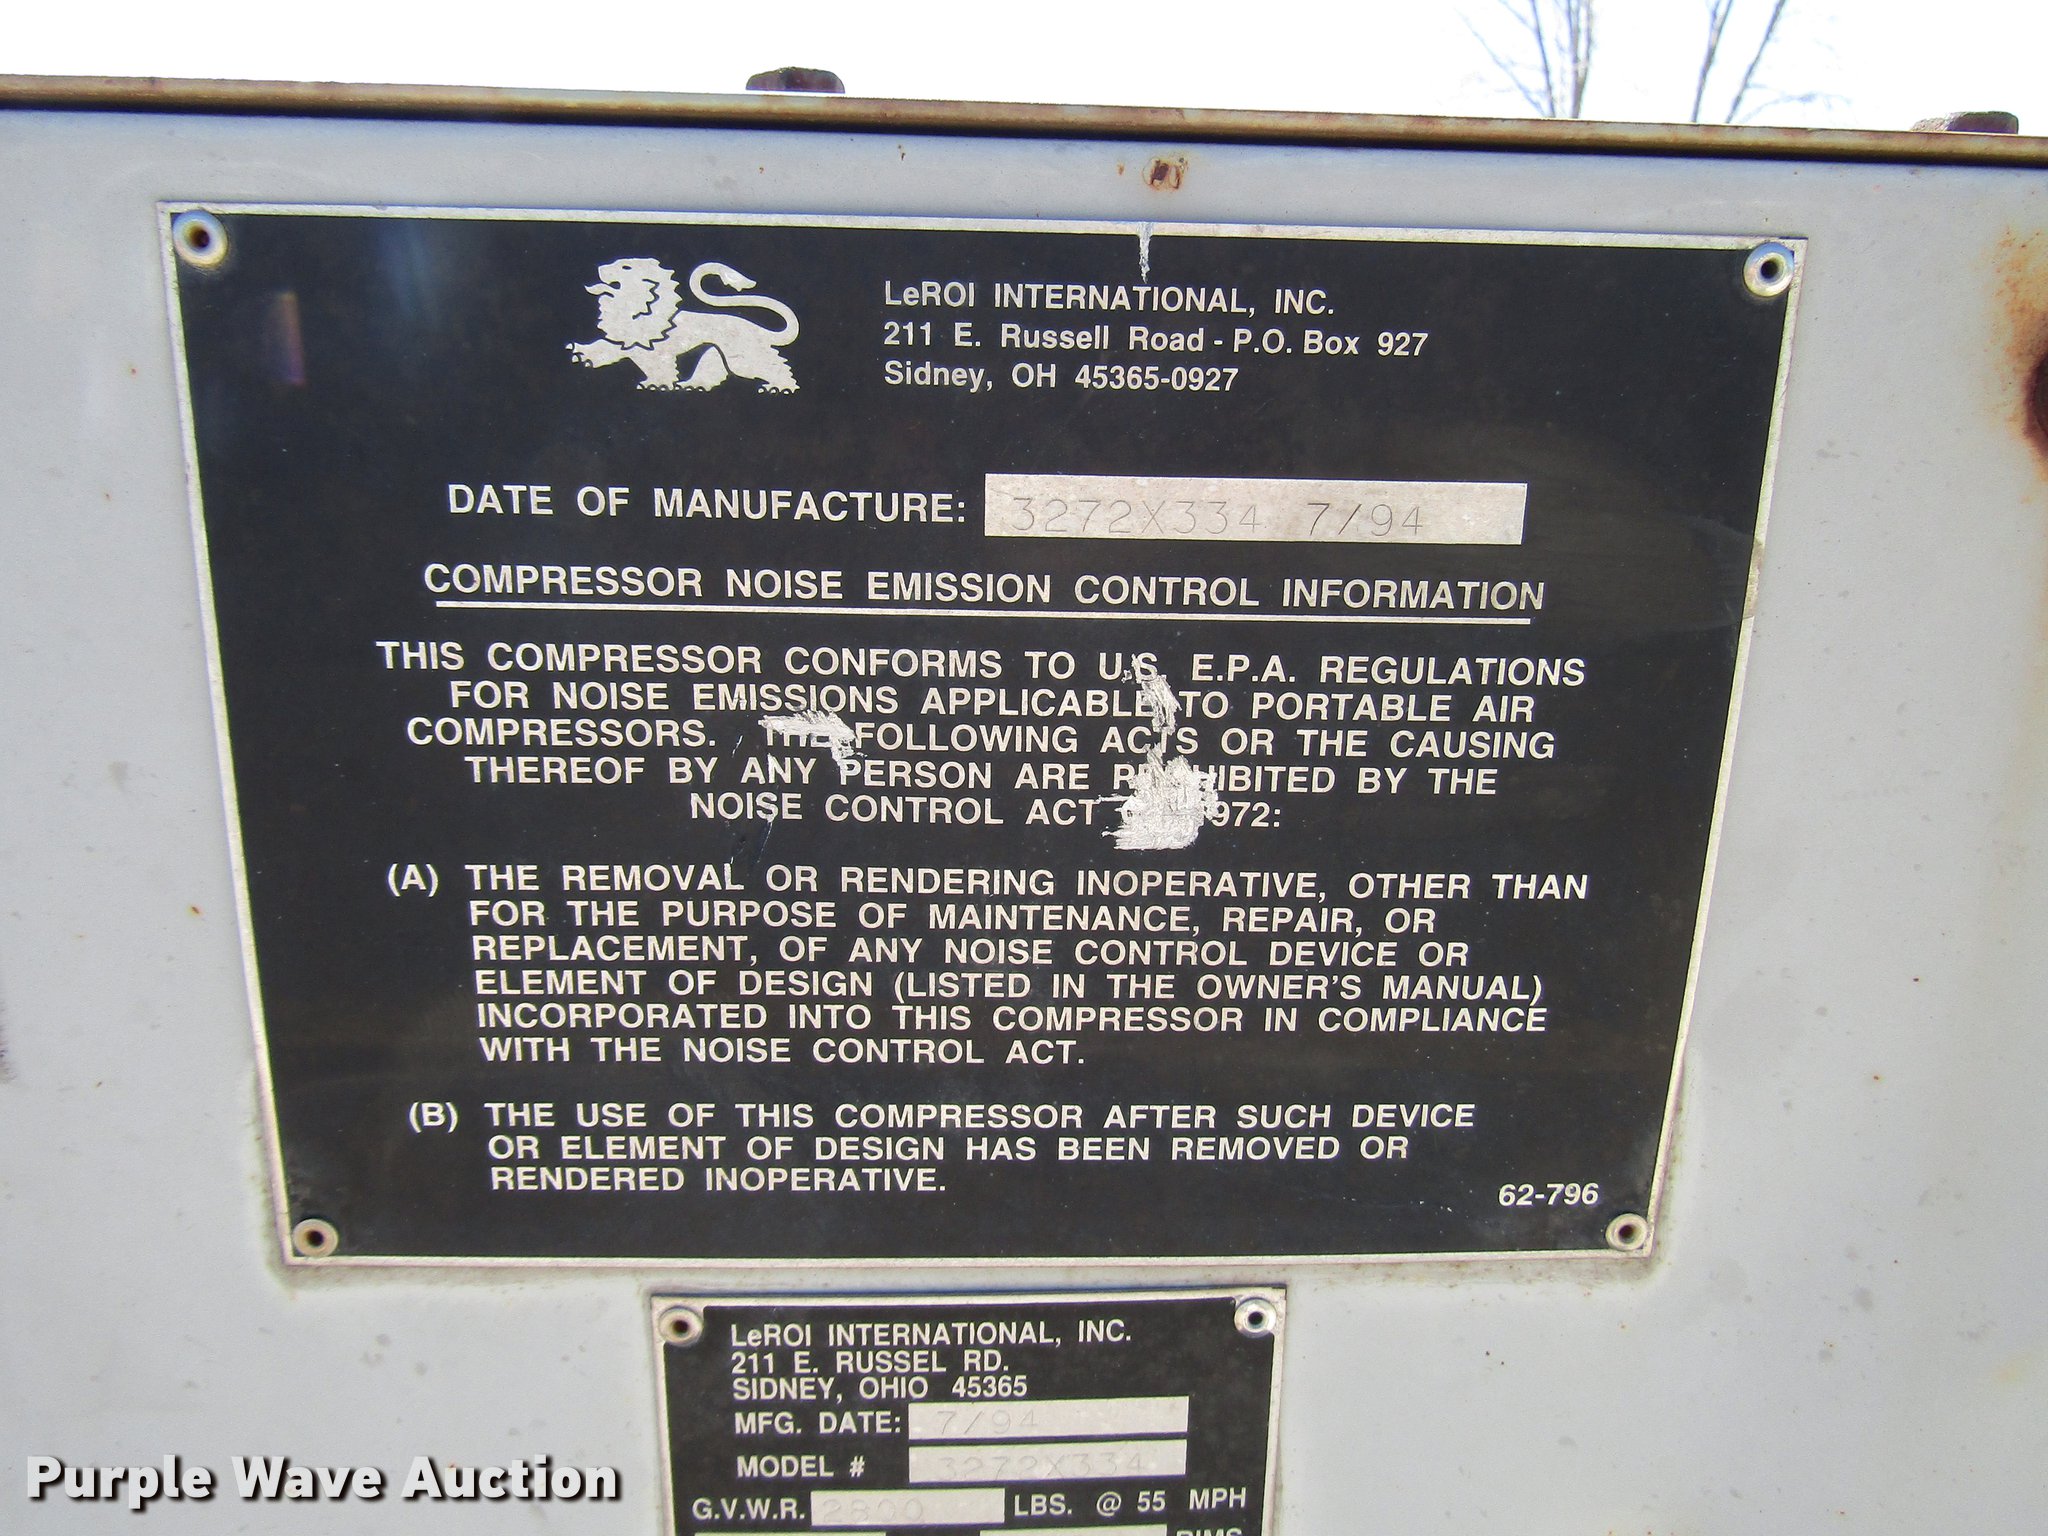 LeROI INTERNATIONAL, INC.
211 E. Russell Road - P.O. Box 927
Sidney, OH 45365-0927
DATE OF MANUFACTURE: 3272X334 7/94
COMPRESSOR NOISE EMISSION CONTROL INFORMATION
THIS COMPRESSOR CONFORMS TO U.S. E.P.A. REGULATIONS
FOR NOISE EMISSIONS APPLICABLE TO PORTABLE AIR
COMPRESSORS. THE FOLLOWING ACTS OR THE CAUSING
THEREOF BY ANY PERSON ARE PROHIBITED BY THE
NOISE CONTROL ACT 1972:
(A) THE REMOVAL OR RENDERING INOPERATIVE, OTHER THAN
FOR THE PURPOSE OF MAINTENANCE, REPAIR, OR
REPLACEMENT, OF ANY NOISE CONTROL DEVICE OR
ELEMENT OF DESIGN (LISTED IN THE OWNER'S MANUAL)
INCORPORATED INTO THIS COMPRESSOR IN COMPLIANCE
WITH THE NOISE CONTROL ACT.
(B) THE USE OF THIS COMPRESSOR AFTER SUCH DEVICE
OR ELEMENT OF DESIGN HAS BEEN REMOVED OR
RENDERED INOPERATIVE.
62-796
LeROI INTERNATIONAL, INC.
211 E. RUSSEL RD.
SIDNEY, OHIO 45365
MFG. DATE: 7/94
MODEL # 3272X334
G.V.W.R. 2800 LBS. @ 55 MPH
RIMS
Purple Wave Auction